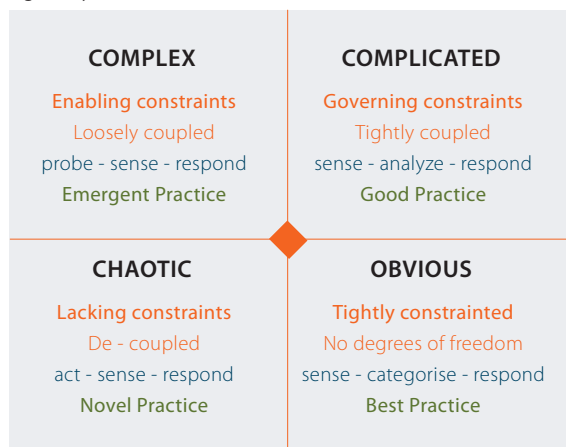 COMPLEX
Enabling constraints
Loosely coupled
probe - sense - respond
Emergent Practice
COMPLICATED
Governing constraints
Tightly coupled
sense - analyze - respond
Good Practice
CHAOTIC
Lacking constraints
De - coupled
act - sense - respond
Novel Practice
OBVIOUS
Tightly constrainted
No degrees of freedom
sense - categorise - respond
Best Practice